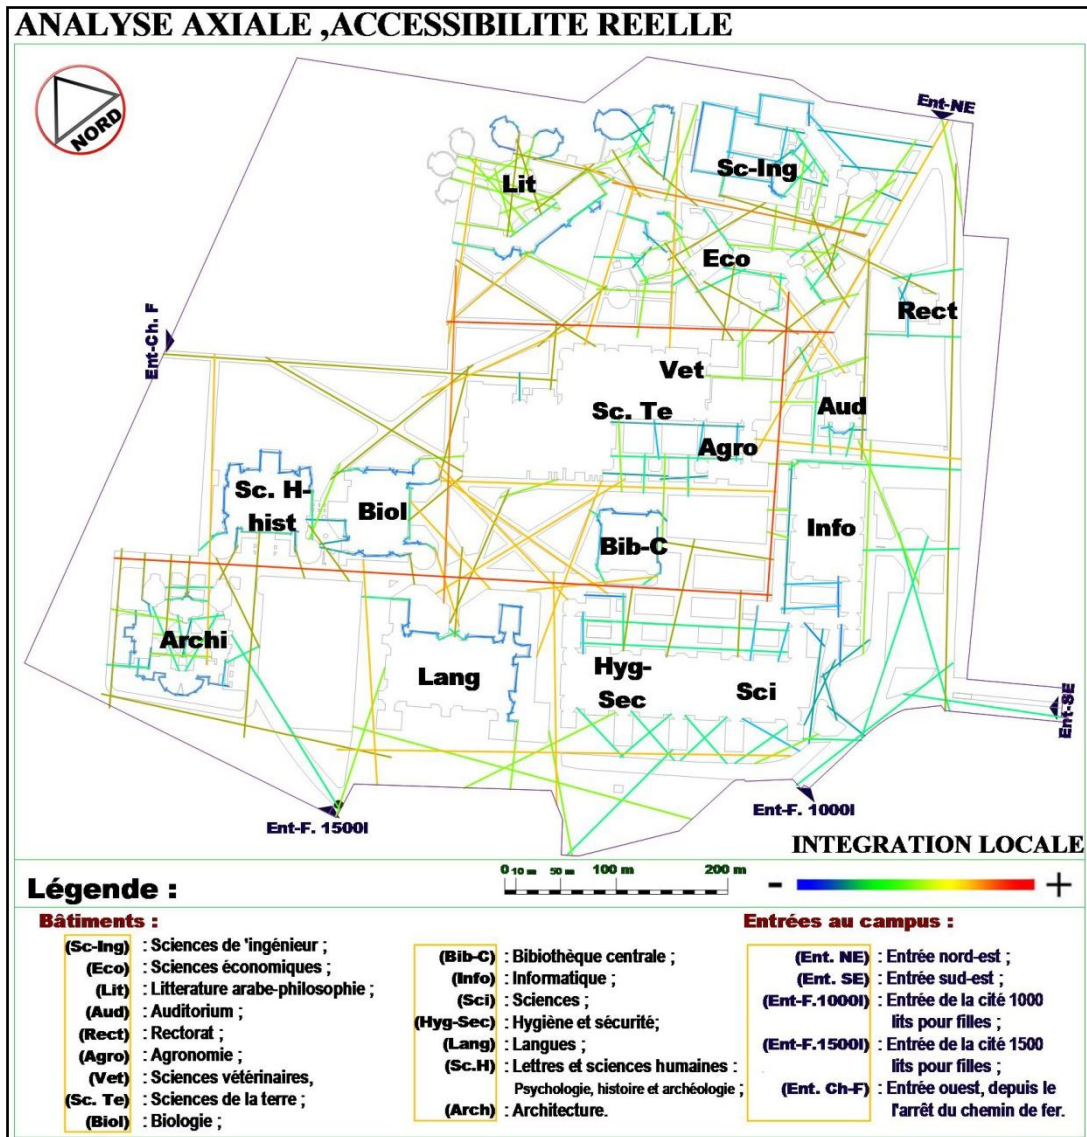 ANALYSE AXIALE ,ACCESSIBILITE REELLE
NORD
Ent-NE
Sc-Ing
Lit
Eco
Rect
Ent-Ch. F
Vet
Sc. Te
Aud
Agro
Sc. H-
hist
Biol
Bib-C
Info
Archi
Lang
Hyg-
Sec
Sci
Ent-SE
Ent-F. 1500l
Ent-F. 1000l
INTEGRATION LOCALE
- +
0 10 m 50 m 100 m 200 m
Légende :
Bâtiments :
(Sc-Ing) : Sciences de 'ingénieur ;
(Eco) : Sciences économiques ;
(Lit) : Litterature arabe-philosophie ;
(Aud) : Auditorium ;
(Rect) : Rectorat ;
(Agro) : Agronomie ;
(Vet) : Sciences vétérinaires,
(Sc. Te) : Sciences de la terre ;
(Biol) : Biologie ;
(Bib-C) : Bibiothèque centrale ;
(Info) : Informatique ;
(Sci) : Sciences ;
(Hyg-Sec) : Hygiène et sécurité;
(Lang) : Langues ;
(Sc.H) : Lettres et sciences humaines :
Psychologie, histoire et archéologie ;
(Arch) : Architecture.
Entrées au campus :
(Ent. NE) : Entrée nord-est ;
(Ent. SE) : Entrée sud-est ;
(Ent-F.1000l) : Entrée de la cité 1000
lits pour filles ;
(Ent-F.1500l) : Entrée de la cité 1500
lits pour filles ;
(Ent. Ch-F) : Entrée ouest, depuis le
l'arrêt du chemin de fer.